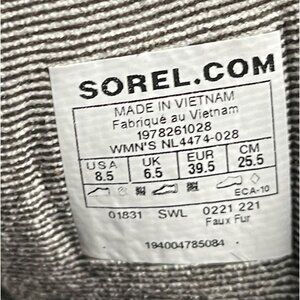 SOREL.COM
MADE IN VIETNAM
Fabriqué au Vietnam
1978261028
WMN'S NL4474-028
USA UK EUR CM
8.5 6.5 39.5 25.5
ECA-10
01831 SWL 0221 221
Faux Fur
194004785084